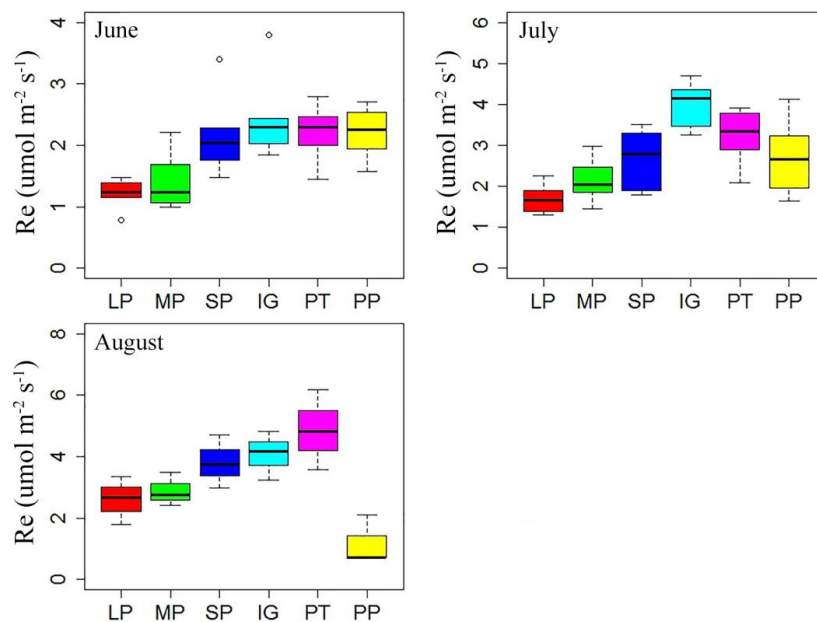 June
Re (umol m⁻² s⁻¹)
0 1 2 3 4
LP MP SP IG PT PP
July
Re (umol m⁻² s⁻¹)
0 1 2 3 4 5 6
LP MP SP IG PT PP
August
Re (umol m⁻² s⁻¹)
0 2 4 6 8
LP MP SP IG PT PP